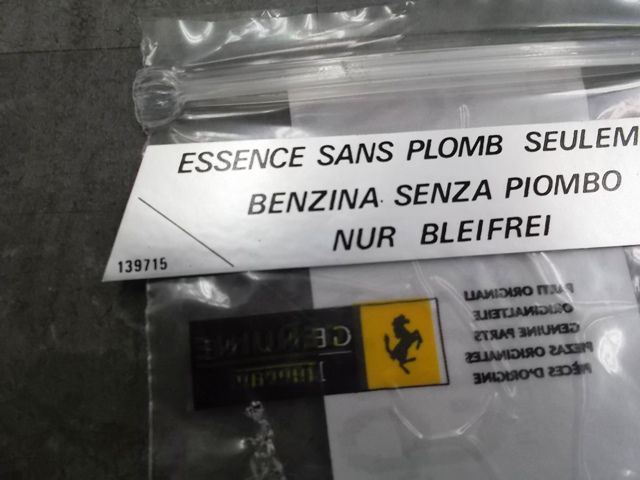 ESSENCE SANS PLOMB SEULEM
BENZINA SENZA PIOMBO
NUR BLEIFREI
139715
PARTI ORIGINALI
ORIGINALTEILE
GENUINE PARTS
PIEZAS ORIGINALES
PIÈCES D'ORIGINE
GENUINE